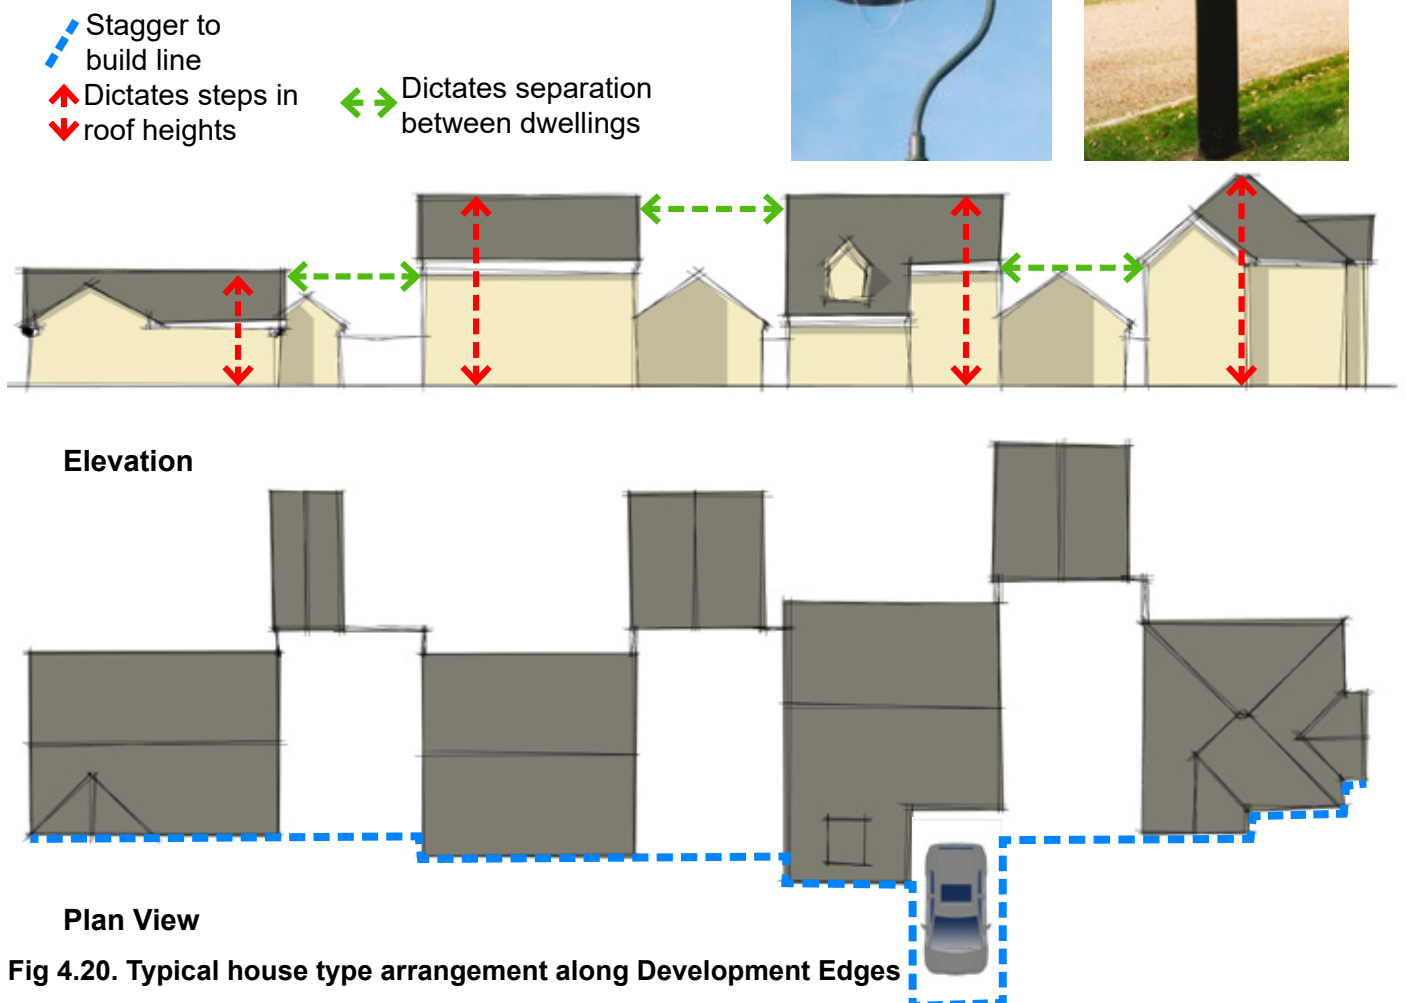 Stagger to
build line
Dictates steps in
roof heights
Dictates separation
between dwellings
Elevation
Plan View
Fig 4.20. Typical house type arrangement along Development Edges